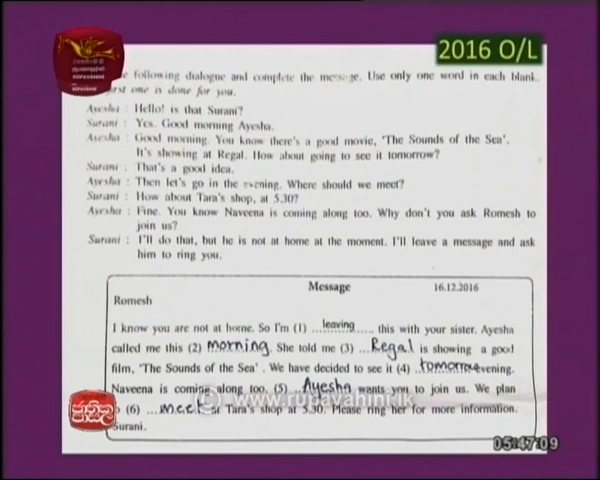 2016 O/L
following dialogue and complete the message. Use only one word in each blank.
first one is done for you.
Ayesha : Hello! is that Surani?
Surani : Yes. Good morning Ayesha.
Ayesha : Good morning. You know there's a good movie, 'The Sounds of the Sea'.
It's showing at Regal. How about going to see it tomorrow?
Surani : That's a good idea.
Ayesha : Then let's go in the evening. Where should we meet?
Surani : How about Tara's shop, at 5.30?
Ayesha : Fine. You know Naveena is coming along too. Why don't you ask Romesh to
join us?
Surani : I'll do that, but he is not at home at the moment. I'll leave a message and ask
him to ring you.
Message 16.12.2016
Romesh
I know you are not at home. So I'm (1) ...leaving... this with your sister. Ayesha
called me this (2) morning. She told me (3) ...Regal is showing a good
film, 'The Sounds of the Sea'. We have decided to see it (4) ..tomorrow evening.
Naveena is coming along too. (5) ...Ayesha wants you to join us. We plan
(6) ...meet at Tara's shop at 5.30. Please ring her for more information.
Surani.
© www.rupavahini.lk
05:47:09